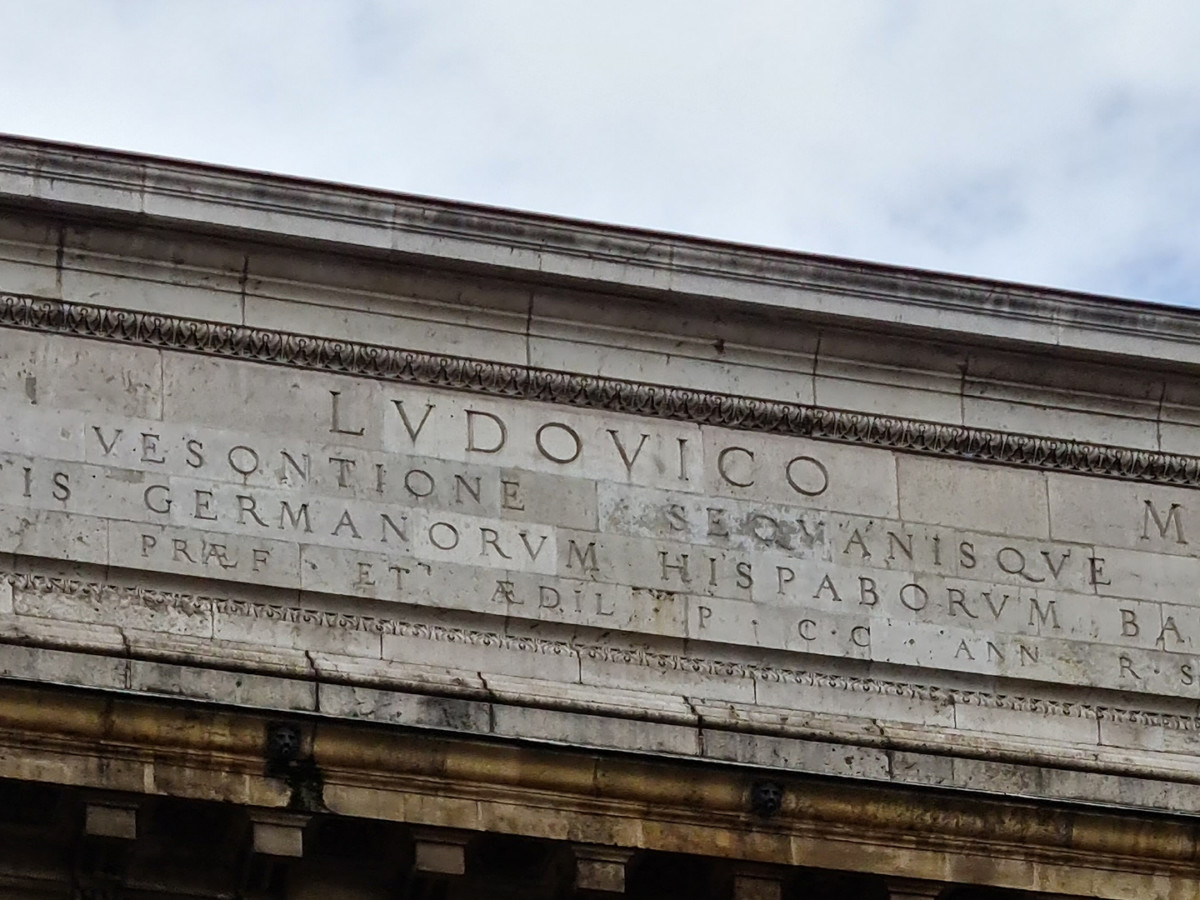 LVDOVICO M
VESONTIONE SEQVANISQVE
IS GERMANORVM HISPABORVM BA
PRÆF ET ÆDIL P · C · C ANN R · S